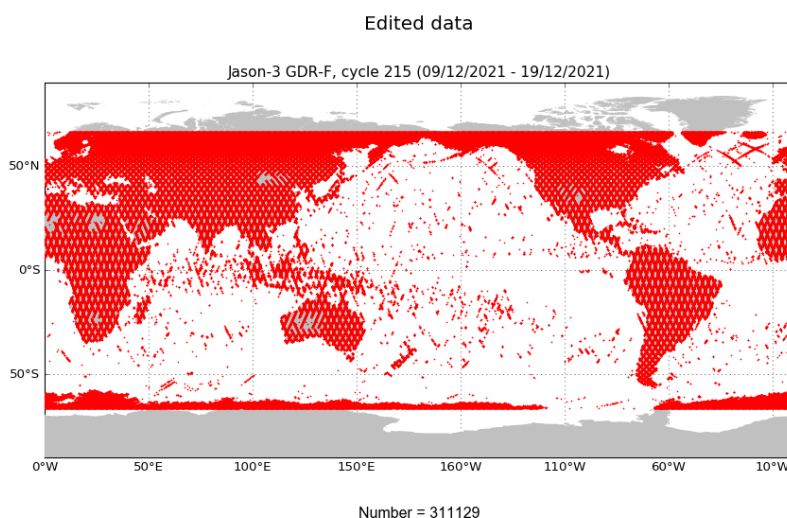 Edited data
Jason-3 GDR-F, cycle 215 (09/12/2021 - 19/12/2021)
50°N
0°S
50°S
0°W 50°E 100°E 150°E 160°W 110°W 60°W 10°W
Number = 311129